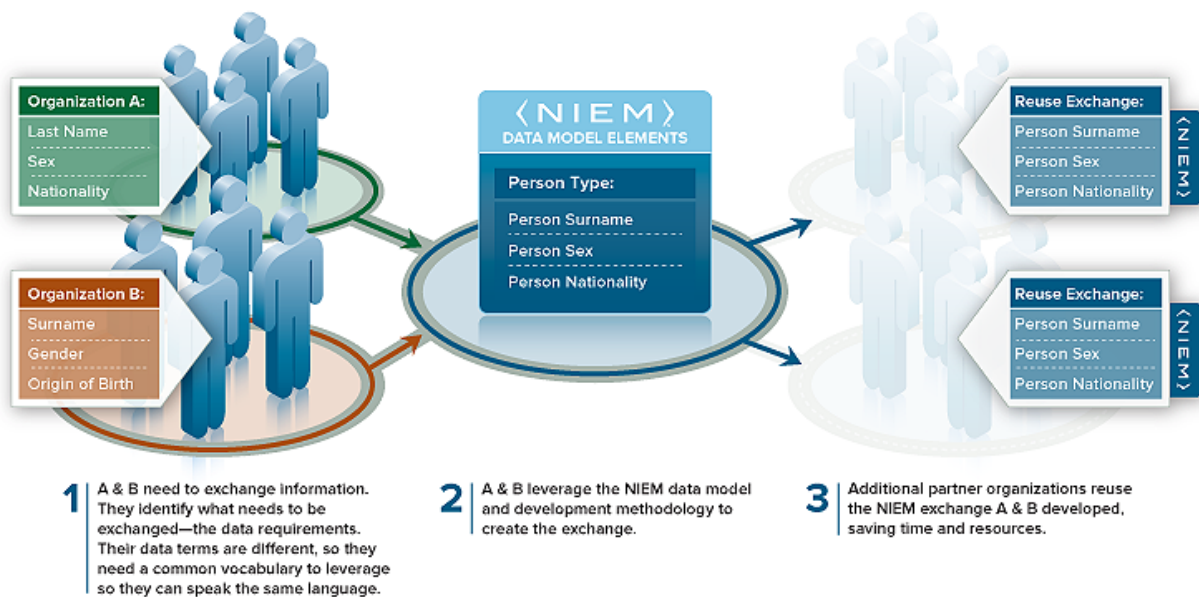 Organization A:
Last Name
Sex
Nationality
Organization B:
Surname
Gender
Origin of Birth
〈NIEM〉
DATA MODEL ELEMENTS
Person Type:
Person Surname
Person Sex
Person Nationality
Reuse Exchange:
Person Surname
Person Sex
Person Nationality
〈NIEM〉
Reuse Exchange:
Person Surname
Person Sex
Person Nationality
〈NIEM〉
1
A & B need to exchange information.
They identify what needs to be
exchanged—the data requirements.
Their data terms are different, so they
need a common vocabulary to leverage
so they can speak the same language.
2
A & B leverage the NIEM data model
and development methodology to
create the exchange.
3
Additional partner organizations reuse
the NIEM exchange A & B developed,
saving time and resources.